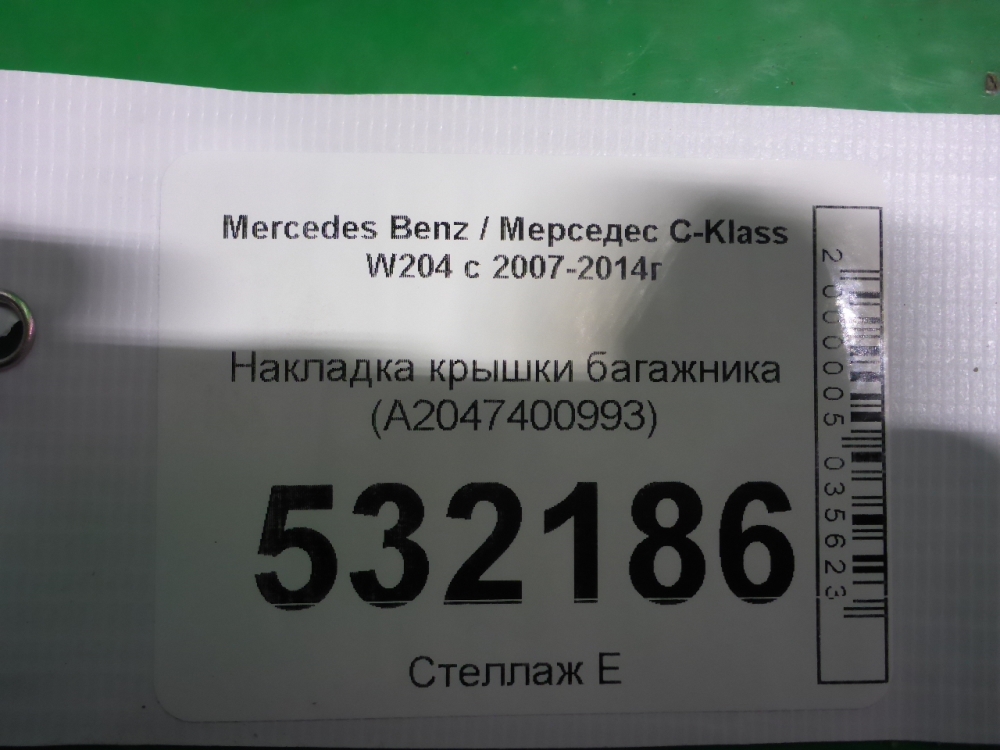 Mercedes Benz / Мерседес C-Klass
W204 с 2007-2014г
Накладка крышки багажника
(A2047400993)
532186
Стеллаж Е
2000005035623